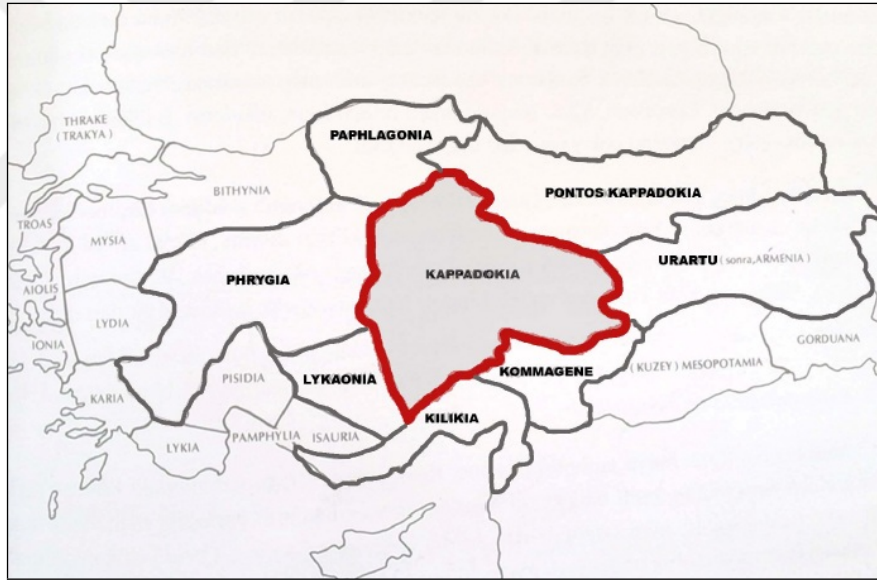 THRAKE
(TRAKYA)
PAPHLAGONIA
BITHYNIA
PONTOS KAPPADOKIA
TROAS
MYSIA
PHRYGIA
KAPPADOKIA
URARTU (sonra, ARMENIA)
AIOLIS
LYDIA
IONIA
GORDUANA
(KUZEY) MESOPOTAMIA
KOMMAGENE
LYKAONIA
PISIDIA
KARIA
KILIKIA
PAMPHYLIA
ISAURIA
LYKIA